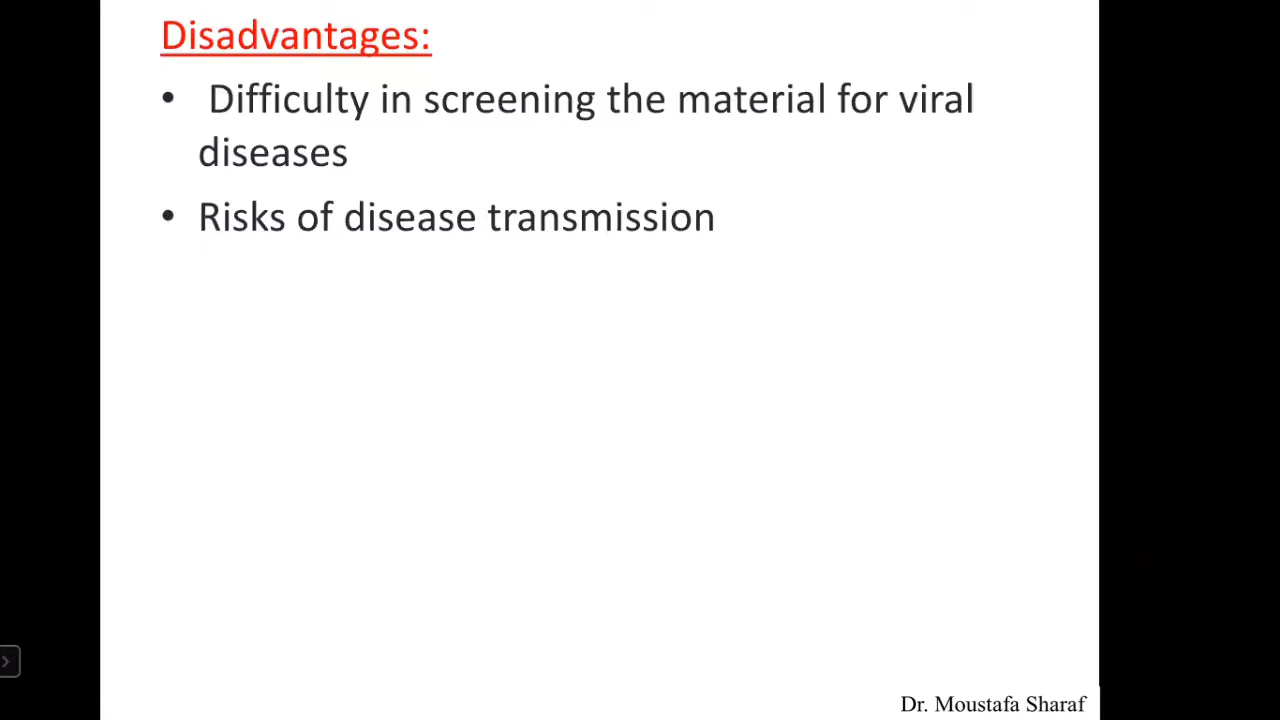 Disadvantages:
• Difficulty in screening the material for viral
diseases
• Risks of disease transmission
Dr. Moustafa Sharaf